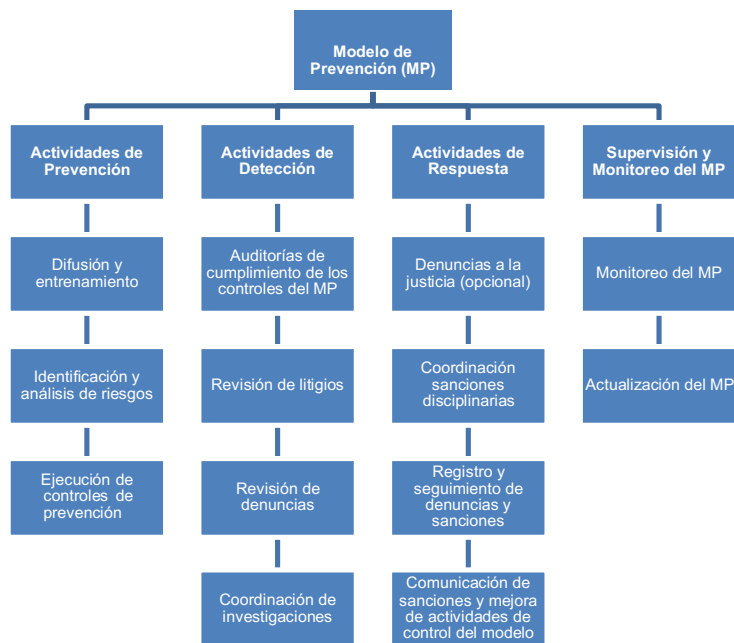 Modelo de
Prevención (MP)
Actividades de
Prevención
Difusión y
entrenamiento
Identificación y
análisis de riesgos
Ejecución de
controles de
prevención
Actividades de
Detección
Auditorías de
cumplimiento de los
controles del MP
Revisión de litigios
Revisión de
denuncias
Coordinación de
investigaciones
Actividades de
Respuesta
Denuncias a la
justicia (opcional)
Coordinación
sanciones
disciplinarias
Registro y
seguimiento de
denuncias y
sanciones
Comunicación de
sanciones y mejora
de actividades de
control del modelo
Supervisión y
Monitoreo del MP
Monitoreo del MP
Actualización del MP